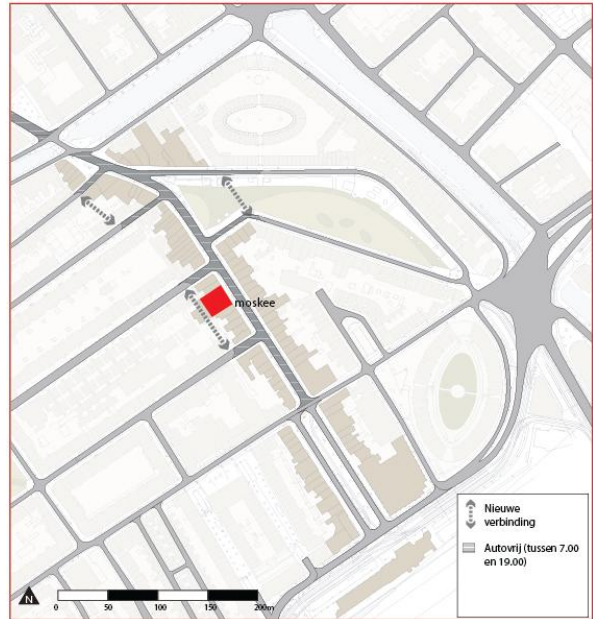 moskee
Nieuwe
verbinding
Autovrij (tussen 7.00
en 19.00)
N
0 50 100 150 200m